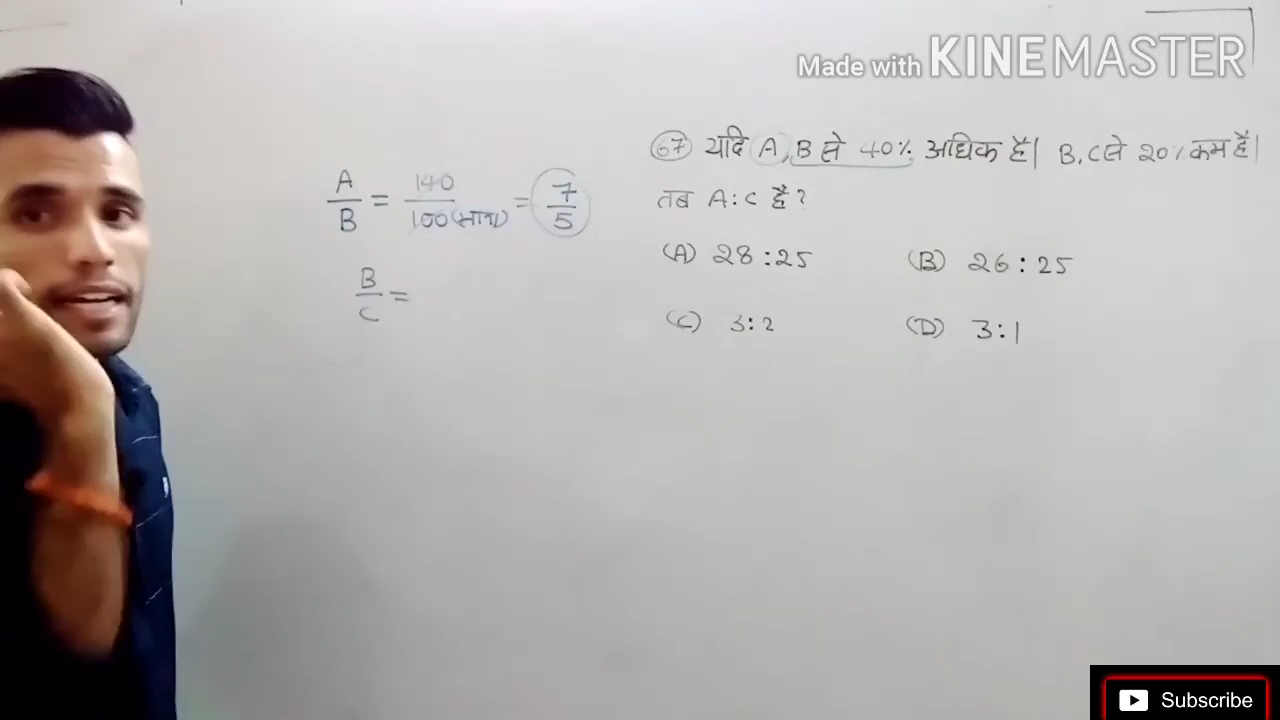 Made with KINEMASTER
67 यदि A, B से 40% अधिक है। B, C से 20% कम है।
तब A:C है?
(A) 28:25 (B) 26:25
(C) 3:2 (D) 3:1
A/B = 140/100(माना) = 7/5
B/C =
Subscribe